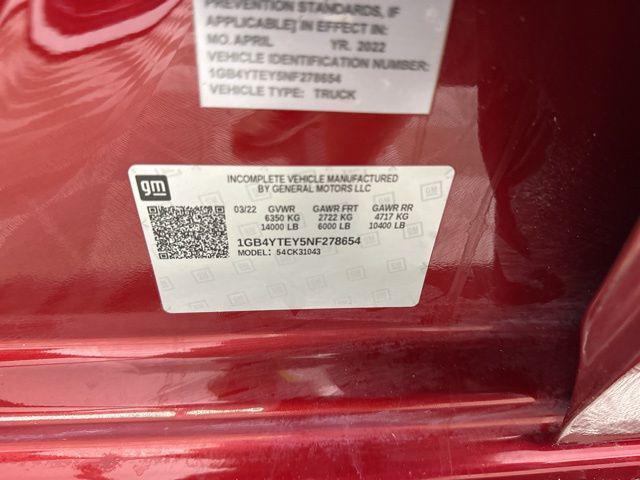 PREVENTION STANDARDS, IF
APPLICABLE] IN EFFECT IN:
MO. APRIL YR. 2022
VEHICLE IDENTIFICATION NUMBER:
1GB4YTEY5NF278654
VEHICLE TYPE: TRUCK
gm
INCOMPLETE VEHICLE MANUFACTURED
BY GENERAL MOTORS LLC
03/22 GVWR GAWR FRT GAWR RR
6350 KG 2722 KG 4717 KG
14000 LB 6000 LB 10400 LB
1GB4YTEY5NF278654
MODEL: 54CK31043